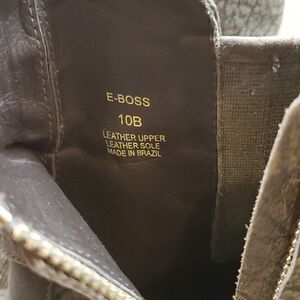 E-BOSS
10B
LEATHER UPPER
LEATHER SOLE
MADE IN BRAZIL